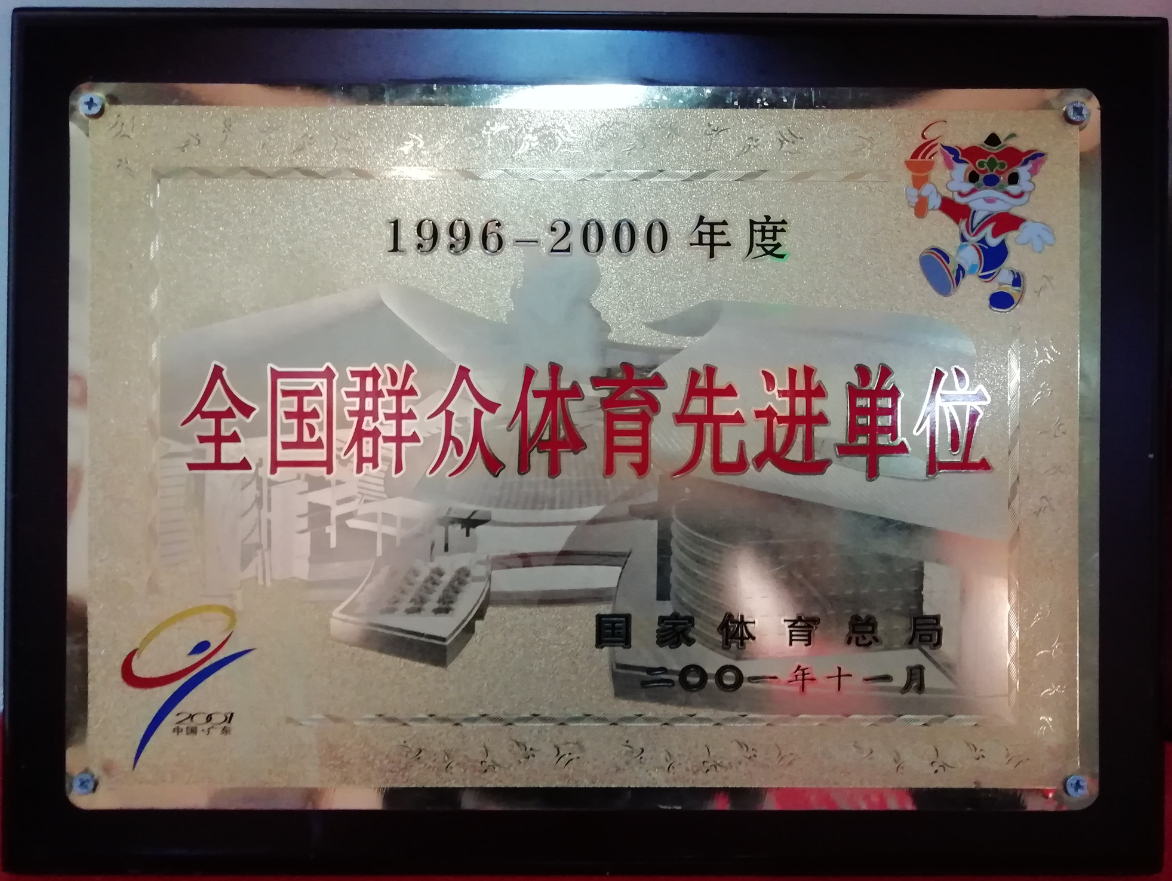 1996-2000年度
全国群众体育先进单位
国家体育总局
二〇〇一年十一月
2001
中国·广东